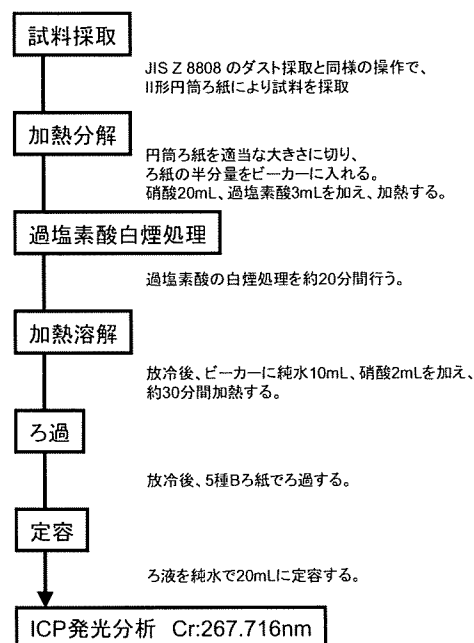 試料採取
JIS Z 8808 のダスト採取と同様の操作で、
II形円筒ろ紙により試料を採取
加熱分解
円筒ろ紙を適当な大きさに切り、
ろ紙の半分量をビーカーに入れる。
硝酸20mL、過塩素酸3mLを加え、加熱する。
過塩素酸白煙処理
過塩素酸の白煙処理を約20分間行う。
加熱溶解
放冷後、ビーカーに純水10mL、硝酸2mLを加え、
約30分間加熱する。
ろ過
放冷後、5種Bろ紙でろ過する。
定容
ろ液を純水で20mLに定容する。
ICP発光分析 Cr:267.716nm